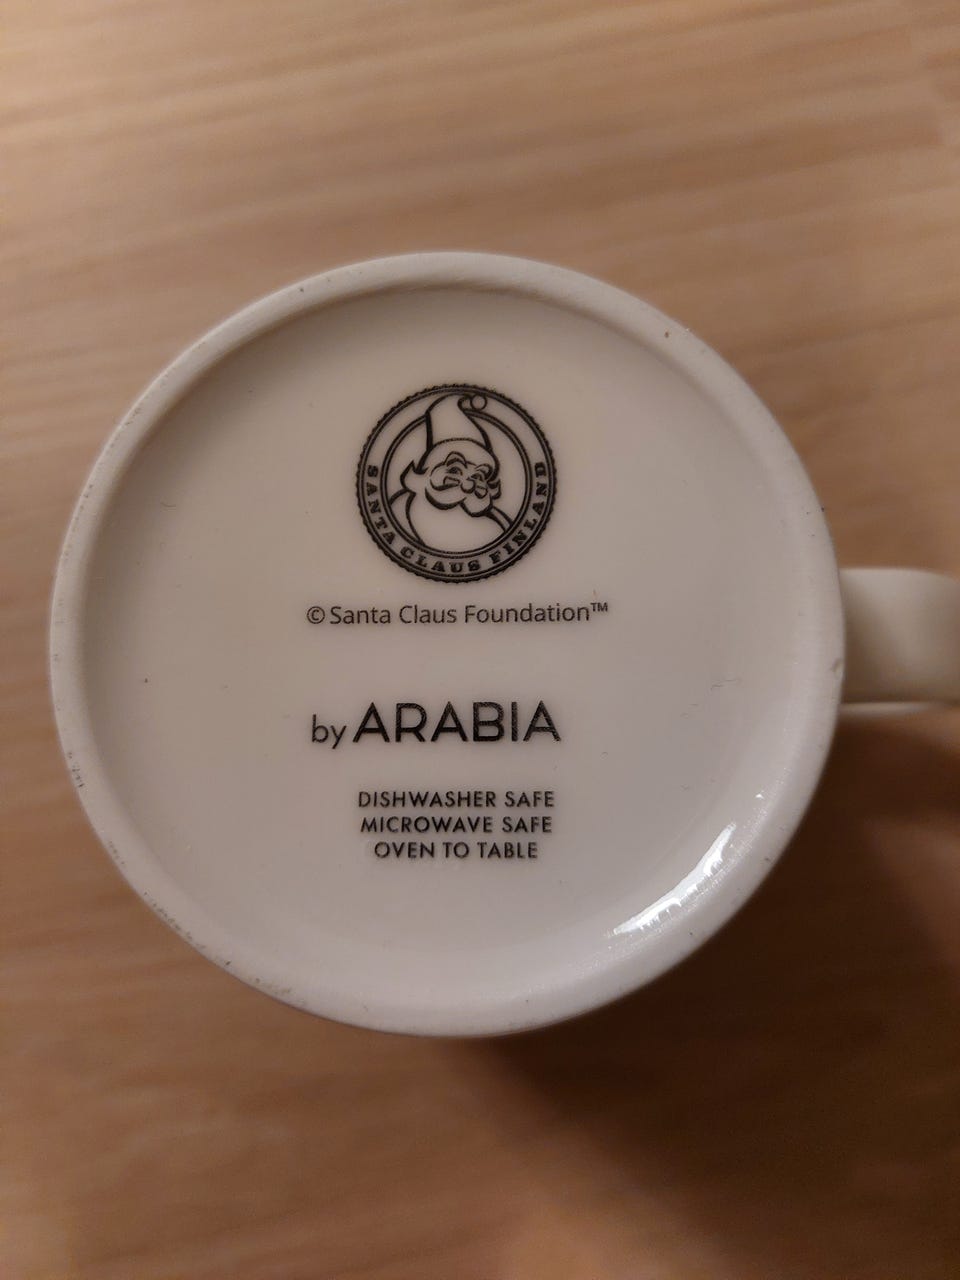 SANTA CLAUS FINLAND
© Santa Claus Foundation™
by ARABIA
DISHWASHER SAFE
MICROWAVE SAFE
OVEN TO TABLE